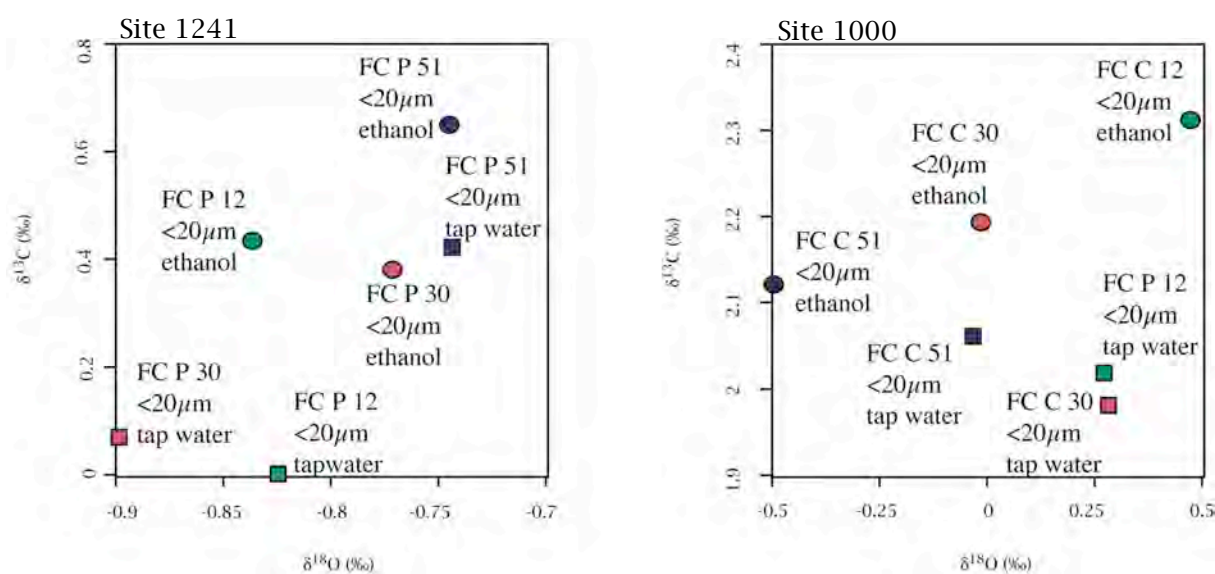 Site 1241
0.8
0.6
0.4
0.2
0
δ¹³C (‰)
FC P 51
<20µm
ethanol
FC P 51
<20µm
tap water
FC P 12
<20µm
ethanol
FC P 30
<20µm
ethanol
FC P 30
<20µm
tap water
FC P 12
<20µm
tapwater
-0.9
-0.85
-0.8
-0.75
-0.7
δ¹⁸O (‰)
Site 1000
2.4
2.3
2.2
2.1
2
1.9
δ¹³C (‰)
FC C 12
<20µm
ethanol
FC C 30
<20µm
ethanol
FC C 51
<20µm
ethanol
FC P 12
<20µm
tap water
FC C 51
<20µm
tap water
FC C 30
<20µm
tap water
-0.5
-0.25
0
0.25
0.5
δ¹⁸O (‰)